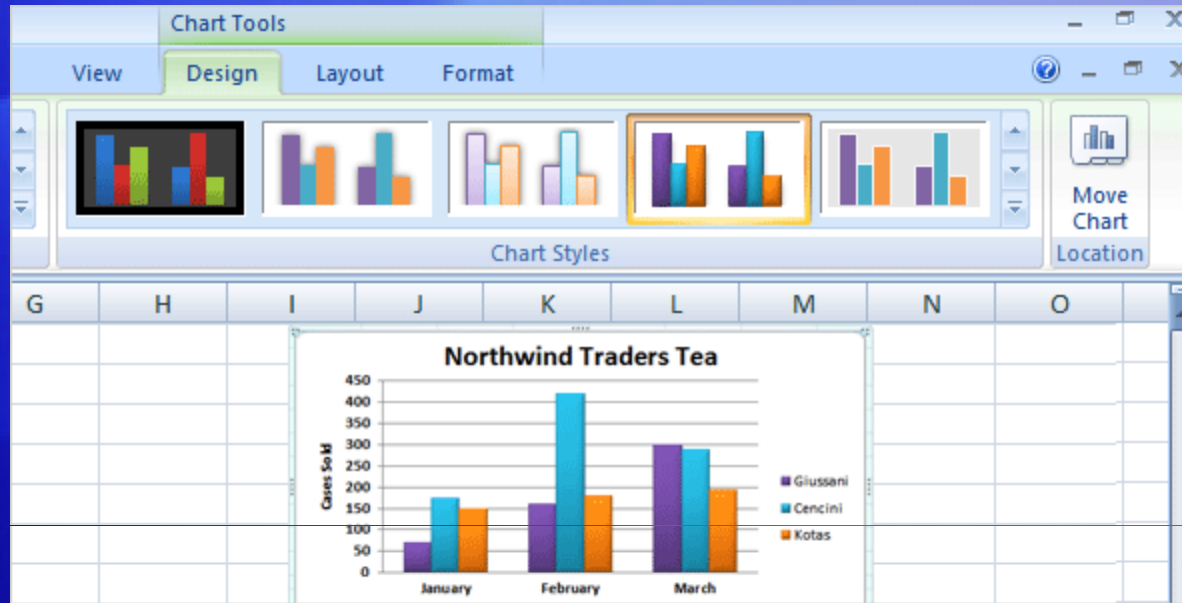 Chart Tools
View Design Layout Format
Move
Chart
Chart Styles
Location
G H I J K L M N O
Northwind Traders Tea
450
400
350
300
250
200
150
100
50
0
Cases Sold
Giussani
Cencini
Kotas
January February March